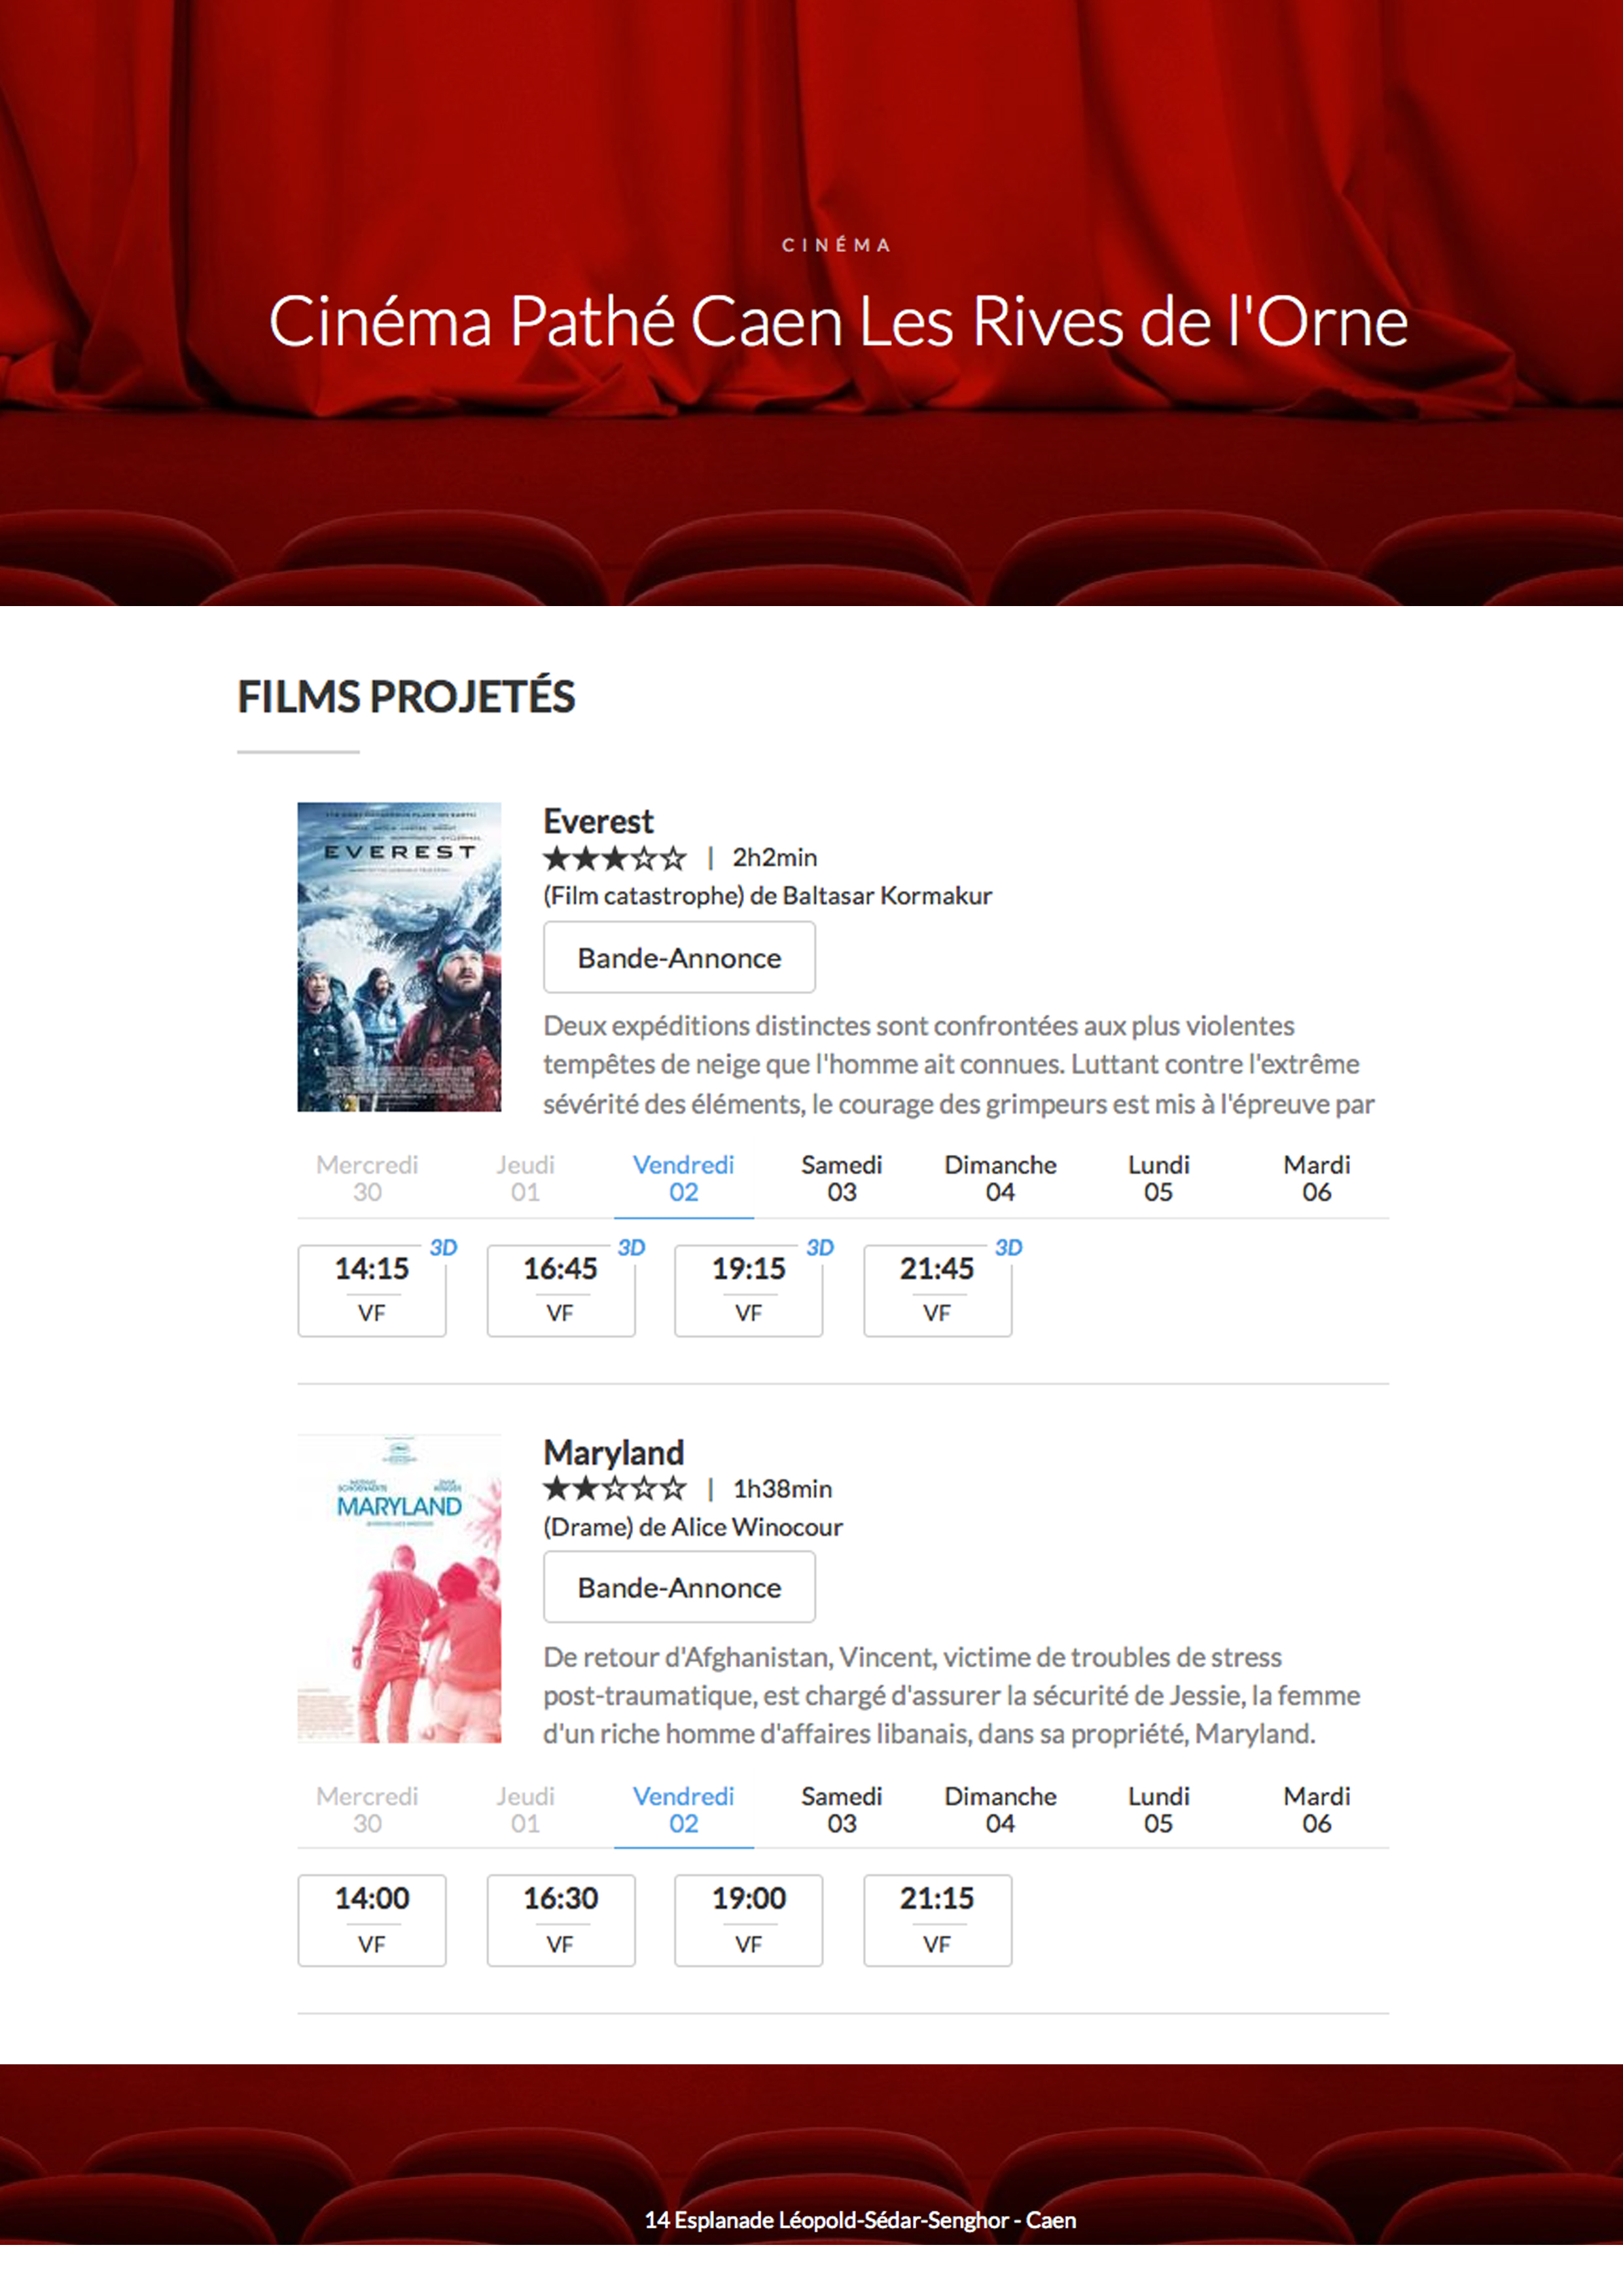 CINÉMA
Cinéma Pathé Caen Les Rives de l'Orne
FILMS PROJETÉS
EVEREST
Everest
★★★☆☆ | 2h2min
(Film catastrophe) de Baltasar Kormakur
Bande-Annonce
Deux expéditions distinctes sont confrontées aux plus violentes
tempêtes de neige que l'homme ait connues. Luttant contre l'extrême
sévérité des éléments, le courage des grimpeurs est mis à l'épreuve par
Mercredi Jeudi Vendredi Samedi Dimanche Lundi Mardi
30 01 02 03 04 05 06
3D 3D 3D 3D
14:15 16:45 19:15 21:45
VF VF VF VF
MARYLAND
Maryland
★★☆☆☆ | 1h38min
(Drame) de Alice Winocour
Bande-Annonce
De retour d'Afghanistan, Vincent, victime de troubles de stress
post-traumatique, est chargé d'assurer la sécurité de Jessie, la femme
d'un riche homme d'affaires libanais, dans sa propriété, Maryland.
Mercredi Jeudi Vendredi Samedi Dimanche Lundi Mardi
30 01 02 03 04 05 06
14:00 16:30 19:00 21:15
VF VF VF VF
14 Esplanade Léopold-Sédar-Senghor - Caen